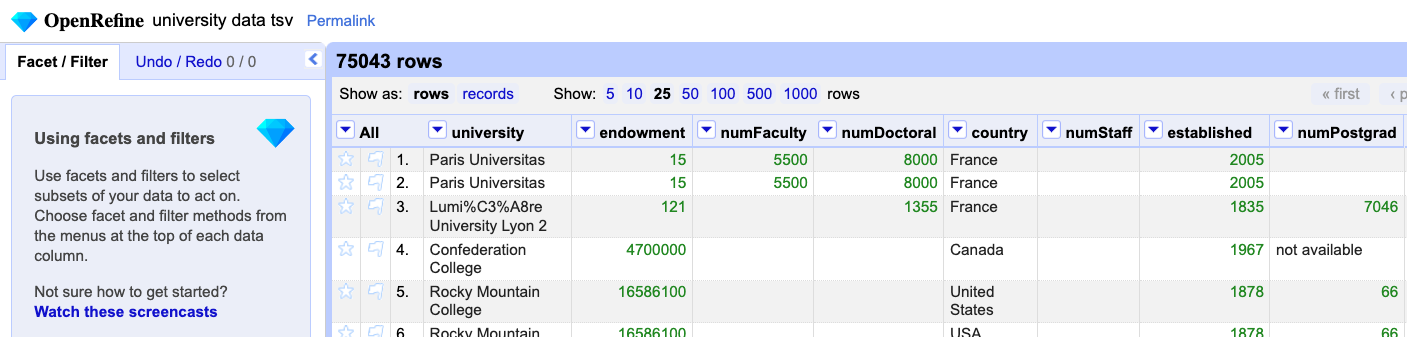 OpenRefine university data tsv Permalink
Facet / Filter Undo / Redo 0 / 0
75043 rows
Show as: rows records Show: 5 10 25 50 100 500 1000 rows « first ‹ p
Using facets and filters
Use facets and filters to select
subsets of your data to act on.
Choose facet and filter methods from
the menus at the top of each data
column.
Not sure how to get started?
Watch these screencasts
All university endowment numFaculty numDoctoral country numStaff established numPostgrad
1. Paris Universitas 15 5500 8000 France 2005
2. Paris Universitas 15 5500 8000 France 2005
3. Lumi%C3%A8re 121 1355 France 1835 7046
University Lyon 2
4. Confederation 4700000 Canada 1967 not available
College
5. Rocky Mountain 16586100 United 1878 66
College States
6. Rocky Mountain 16586100 USA 1878 66